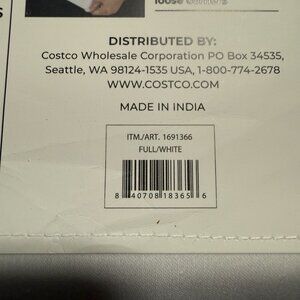 loose corners
DISTRIBUTED BY:
Costco Wholesale Corporation PO Box 34535,
Seattle, WA 98124-1535 USA, 1-800-774-2678
WWW.COSTCO.COM
MADE IN INDIA
ITM./ART. 1691366
FULL/WHITE
8 40708 18365 6